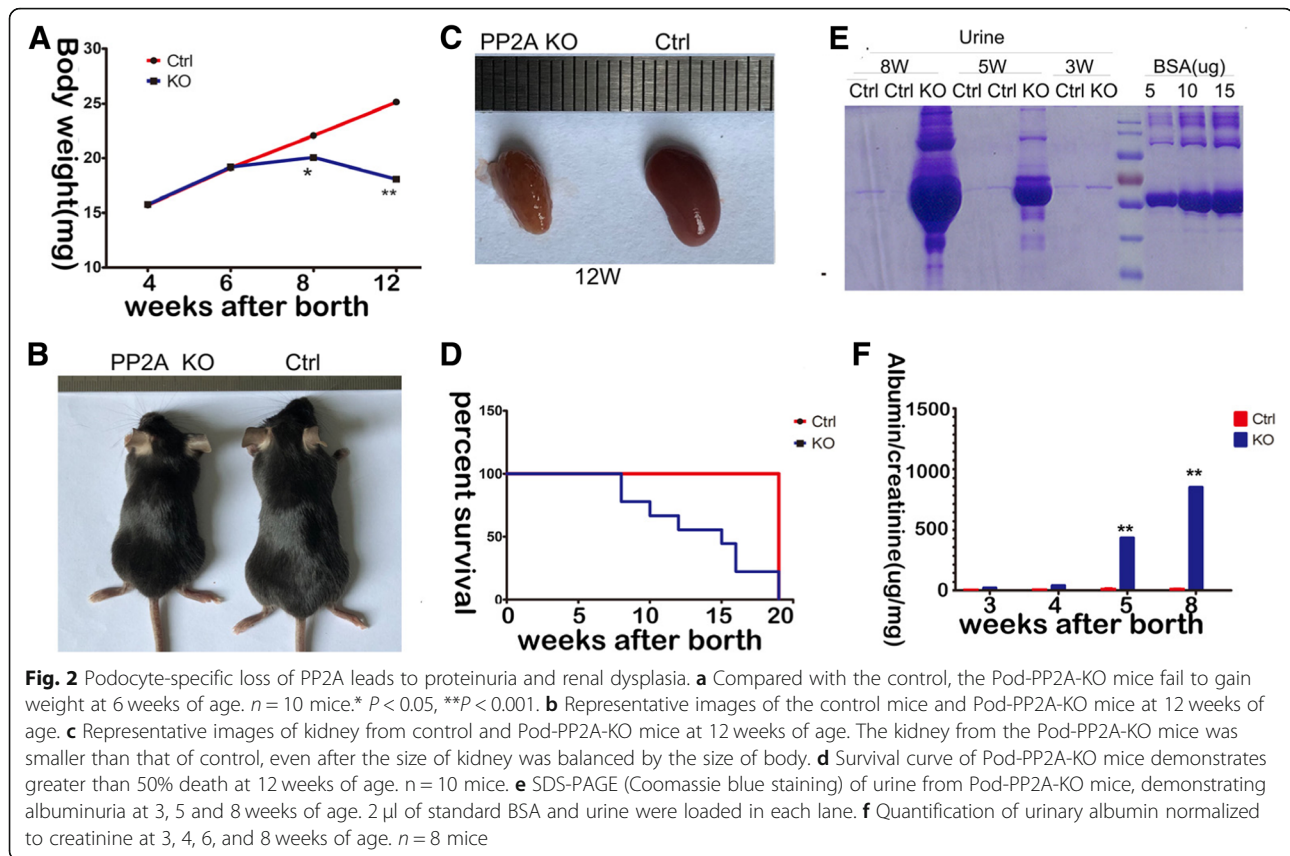 A
Body weight(mg)
30
25
20
15
10
Ctrl
KO
*
**
4 6 8 12
weeks after borth
B
PP2A KO Ctrl
C
PP2A KO Ctrl
12W
D
percent survival
150
100
50
0
Ctrl
KO
0 5 10 15 20
weeks after borth
E
Urine
8W 5W 3W BSA(ug)
Ctrl Ctrl KO Ctrl Ctrl KO Ctrl KO 5 10 15
F
Albumin/creatinine(ug/mg)
1500
1000
500
0
Ctrl
KO
**
**
3 4 5 8
weeks after borth
Fig. 2 Podocyte-specific loss of PP2A leads to proteinuria and renal dysplasia. a Compared with the control, the Pod-PP2A-KO mice fail to gain
weight at 6 weeks of age. n = 10 mice.* P < 0.05, **P < 0.001. b Representative images of the control mice and Pod-PP2A-KO mice at 12 weeks of
age. c Representative images of kidney from control and Pod-PP2A-KO mice at 12 weeks of age. The kidney from the Pod-PP2A-KO mice was
smaller than that of control, even after the size of kidney was balanced by the size of body. d Survival curve of Pod-PP2A-KO mice demonstrates
greater than 50% death at 12 weeks of age. n = 10 mice. e SDS-PAGE (Coomassie blue staining) of urine from Pod-PP2A-KO mice, demonstrating
albuminuria at 3, 5 and 8 weeks of age. 2 μl of standard BSA and urine were loaded in each lane. f Quantification of urinary albumin normalized
to creatinine at 3, 4, 6, and 8 weeks of age. n = 8 mice